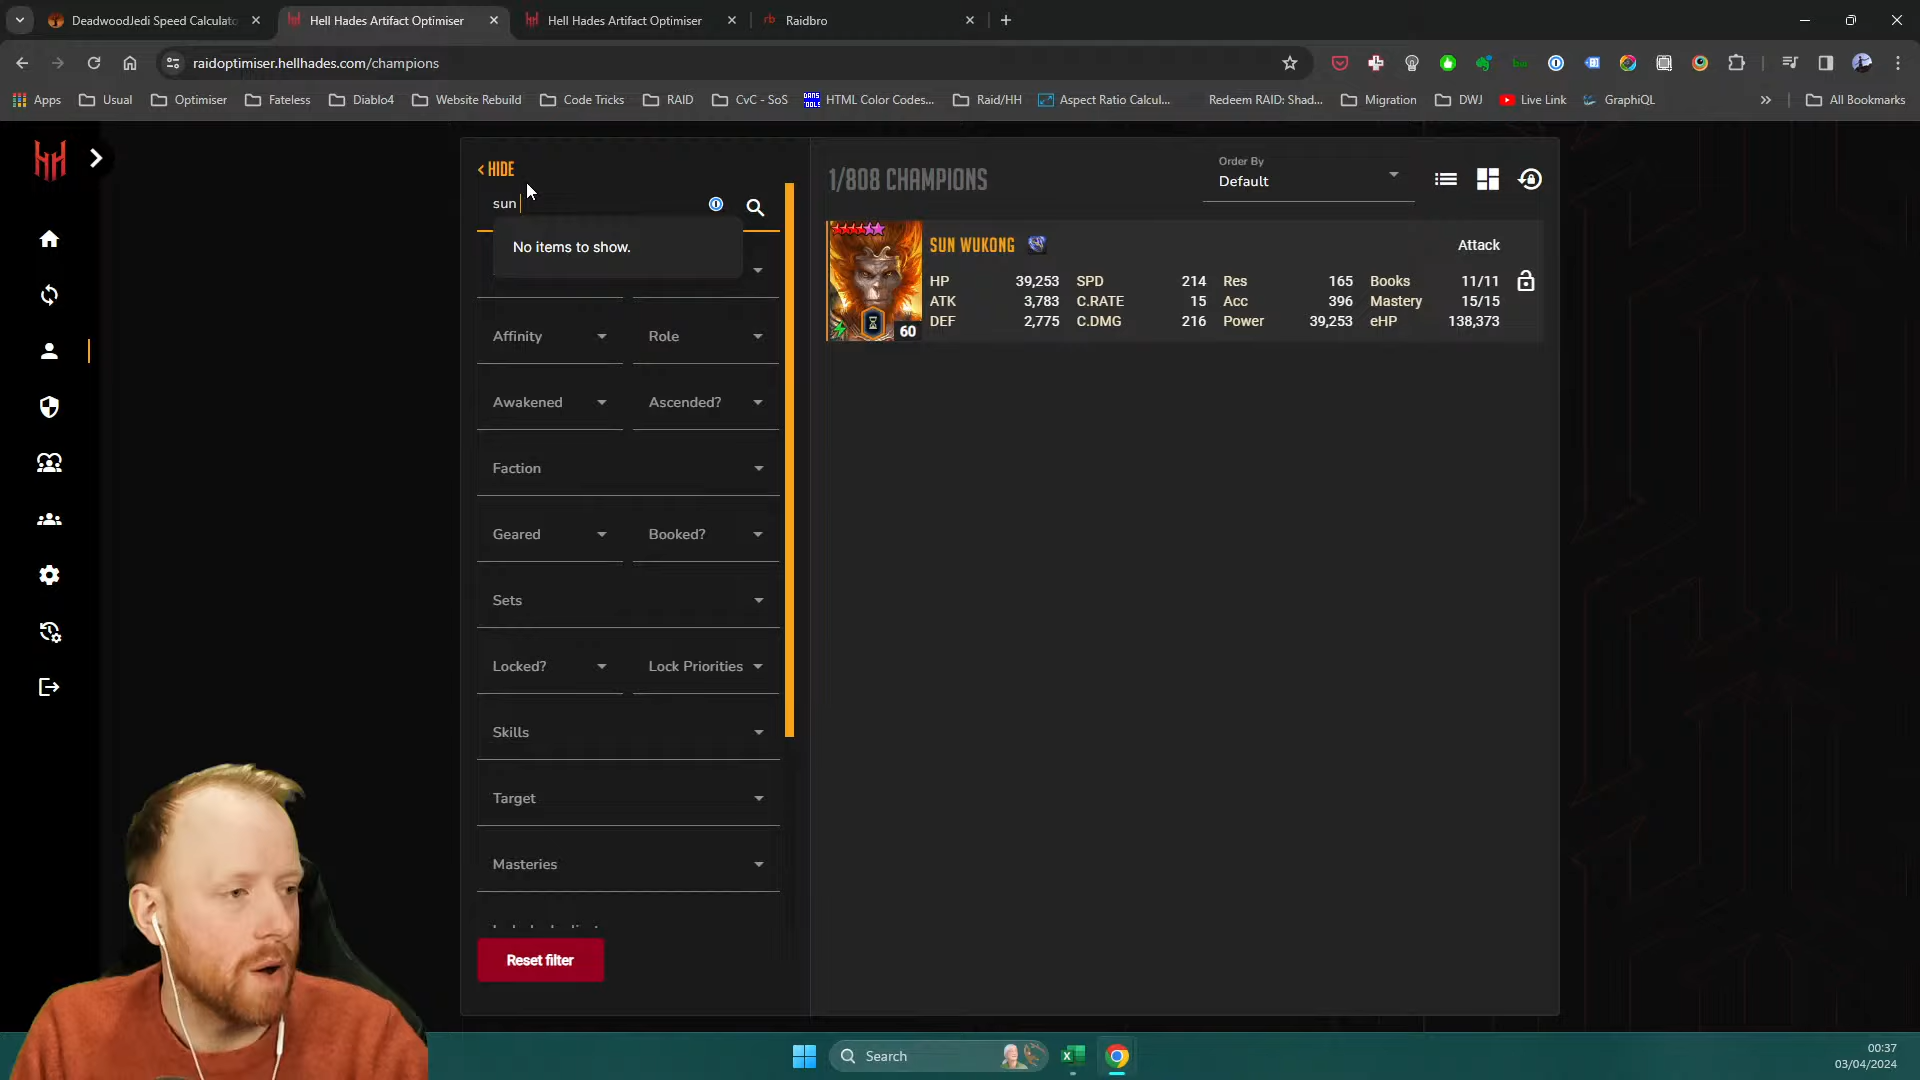 DeadwoodJedi Speed Calculato
Hell Hades Artifact Optimiser
Hell Hades Artifact Optimiser
rb Raidbro
raidoptimiser.hellhades.com/champions
Apps Usual Optimiser Fateless Diablo4 Website Rebuild Code Tricks RAID CvC - SoS HTML Color Codes... Raid/HH Aspect Ratio Calcul... Redeem RAID: Shad... Migration DWJ Live Link GraphiQL All Bookmarks
< HIDE
sun
No items to show.
Affinity Role
Awakened Ascended?
Faction
Geared Booked?
Sets
Locked? Lock Priorities
Skills
Target
Masteries
Reset filter
1/808 CHAMPIONS
Order By
Default
SUN WUKONG Attack
HP 39,253 SPD 214 Res 165 Books 11/11
ATK 3,783 C.RATE 15 Acc 396 Mastery 15/15
DEF 2,775 C.DMG 216 Power 39,253 eHP 138,373
60
Search
00:37
03/04/2024